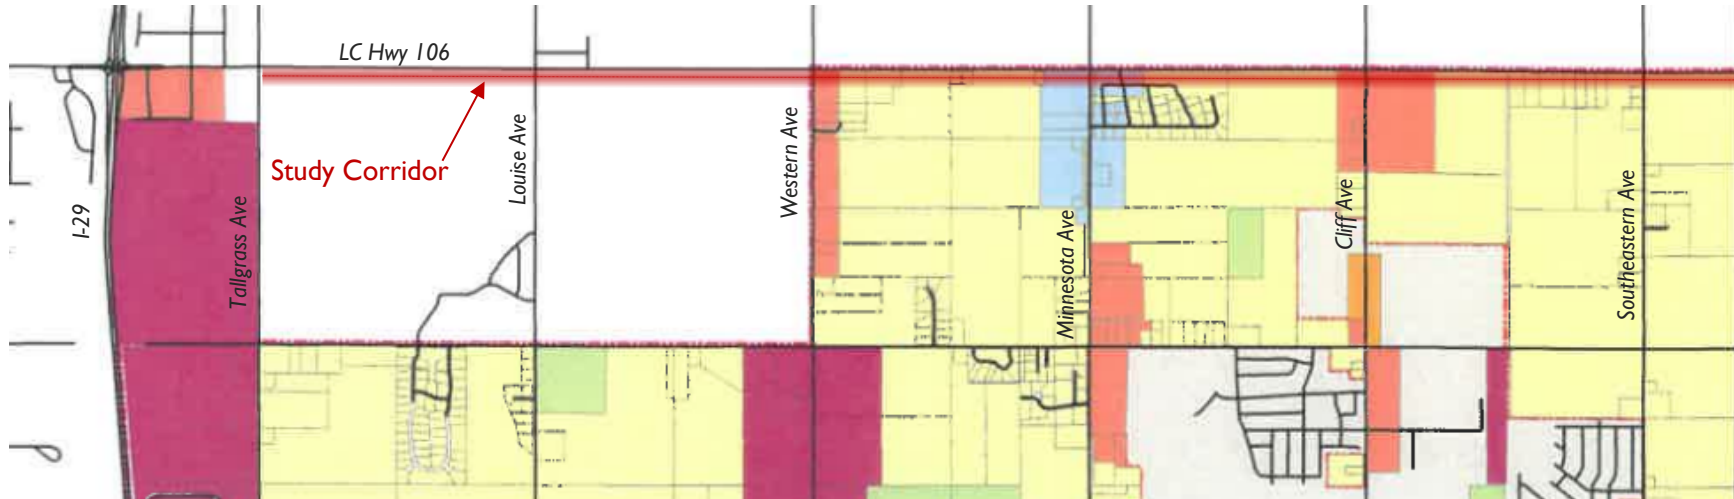 LC Hwy 106
Study Corridor
I-29
Tallgrass Ave
Louise Ave
Western Ave
Minnesota Ave
Cliff Ave
Southeastern Ave